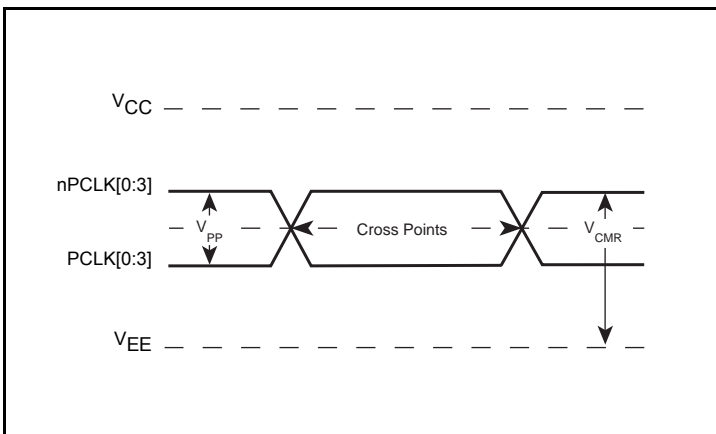 VCC
nPCLK[0:3]
VPP
Cross Points
VCMR
PCLK[0:3]
VEE